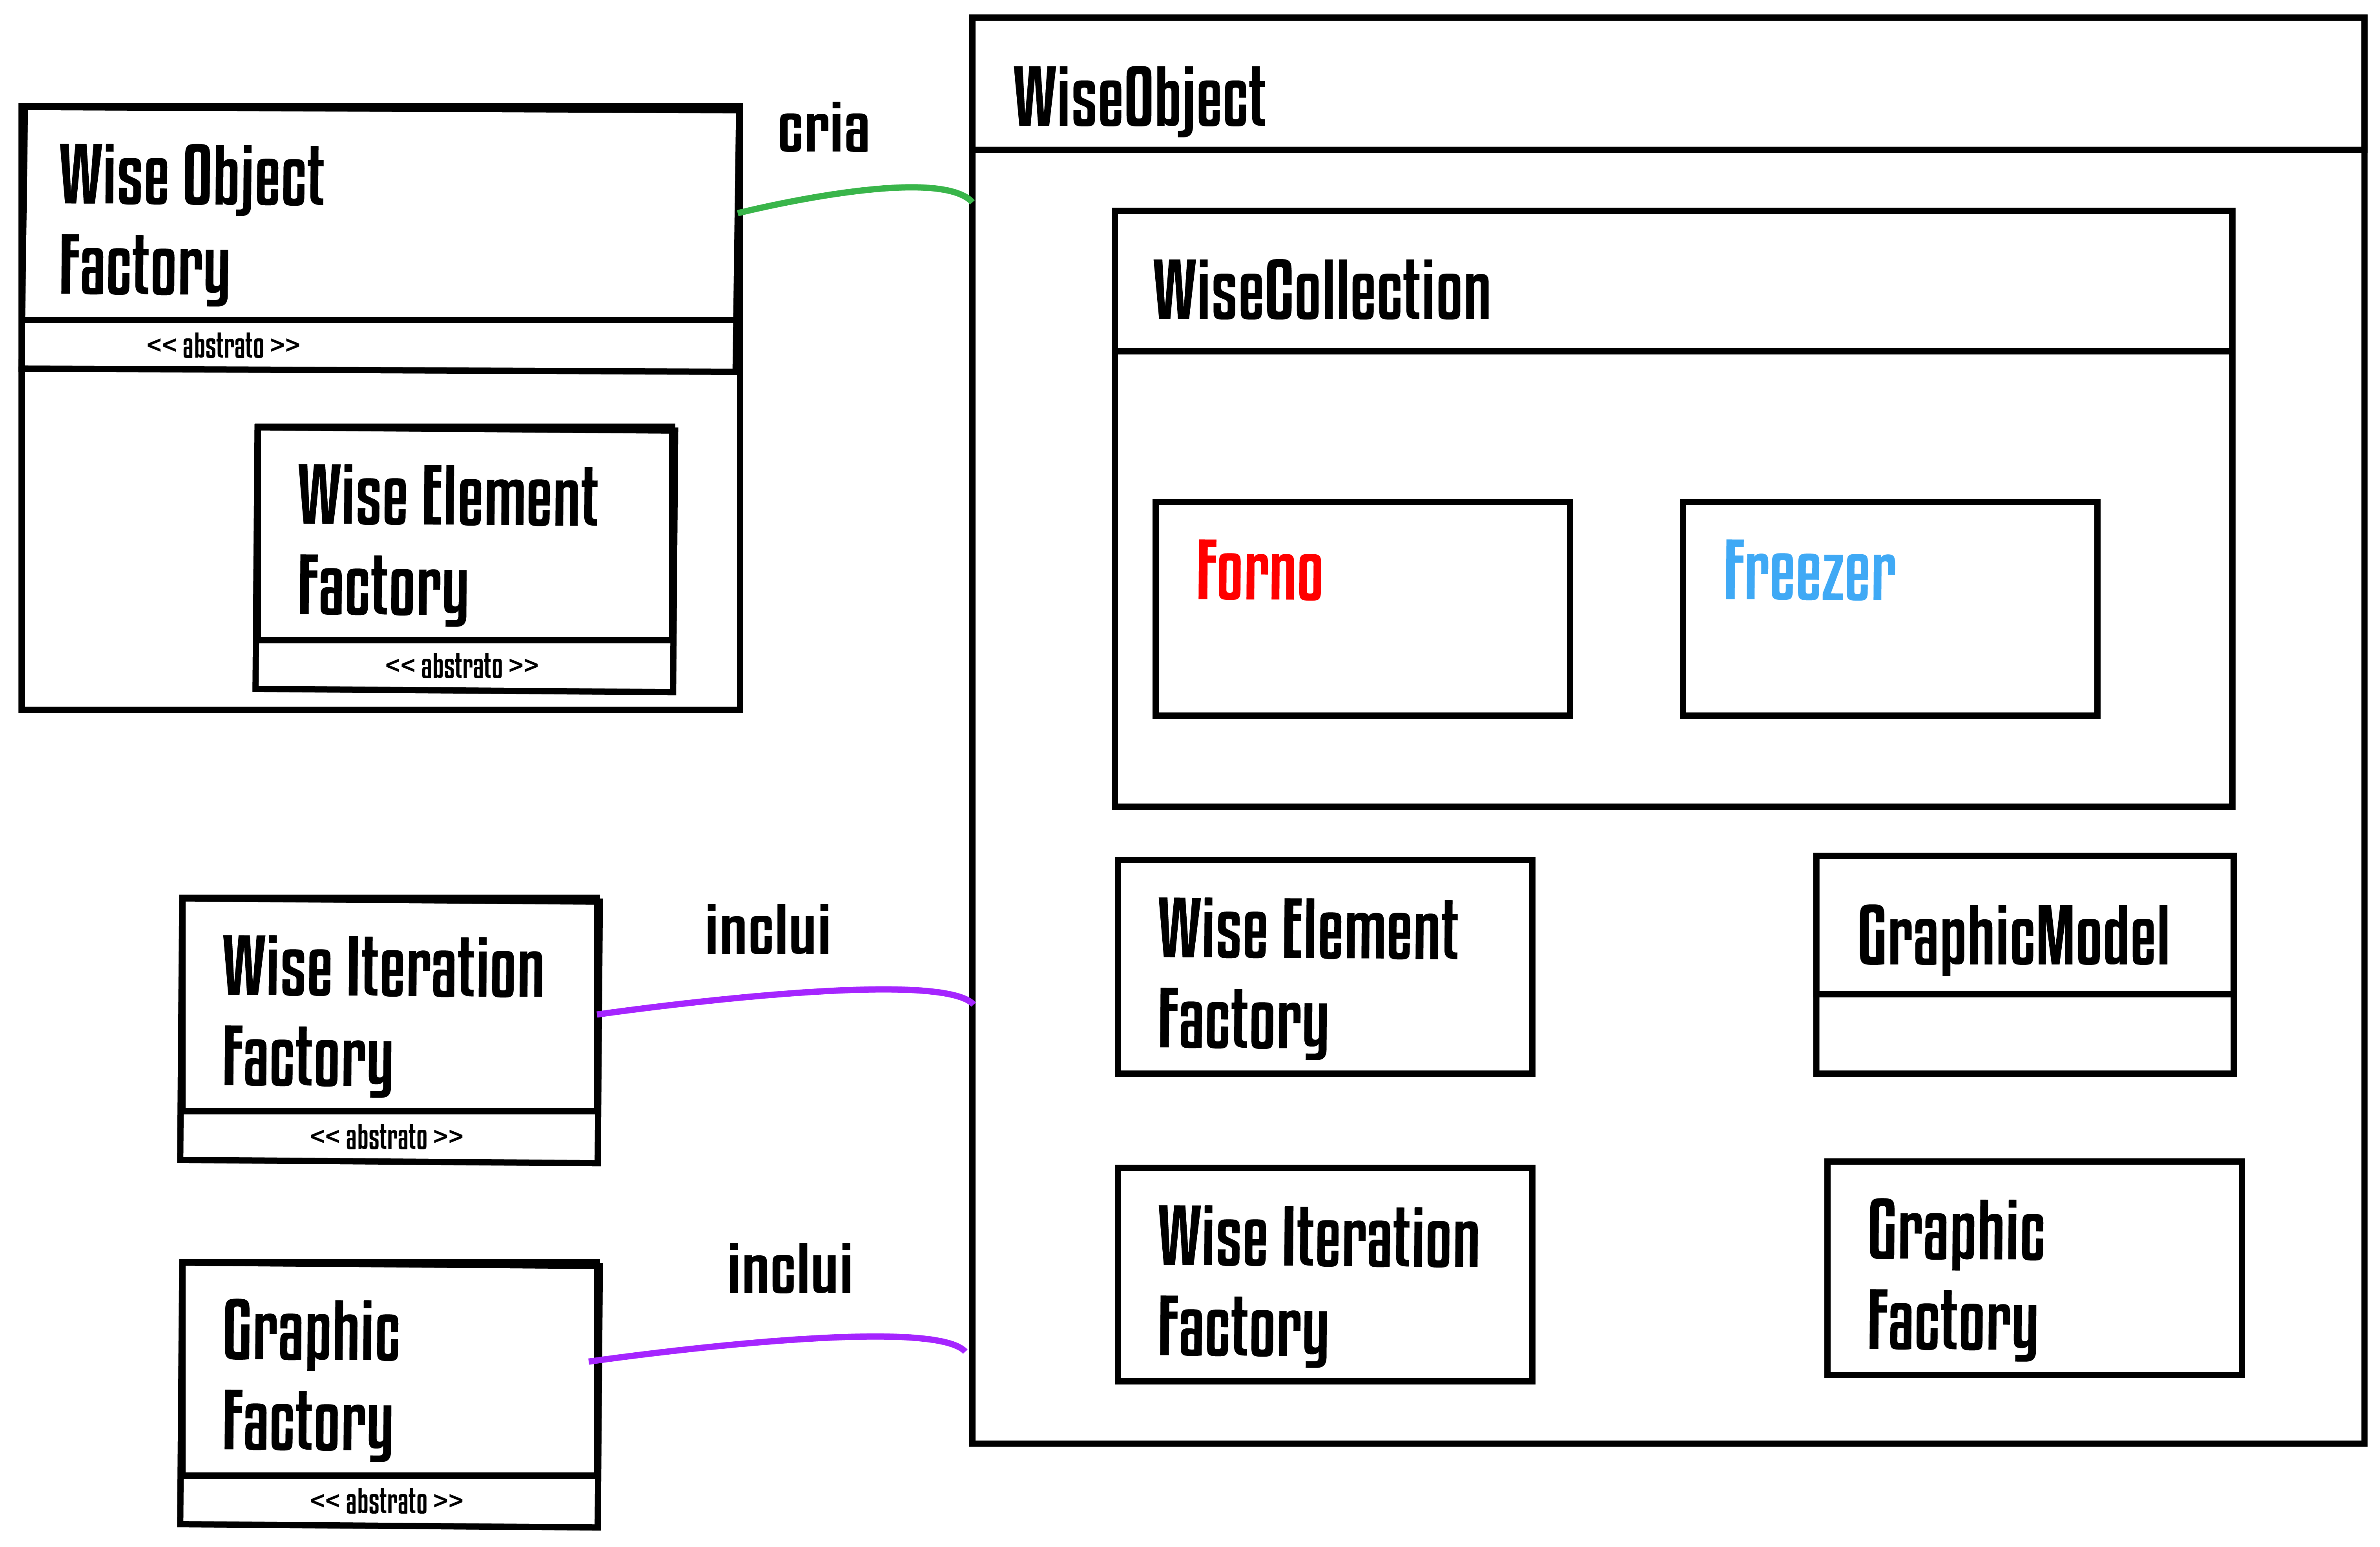 Wise Object
Factory
<< abstrato >>
Wise Element
Factory
<< abstrato >>
cria
WiseObject
WiseCollection
Forno
Freezer
Wise Iteration
Factory
<< abstrato >>
inclui
Wise Element
Factory
GraphicModel
Graphic
Factory
<< abstrato >>
inclui
Wise Iteration
Factory
Graphic
Factory